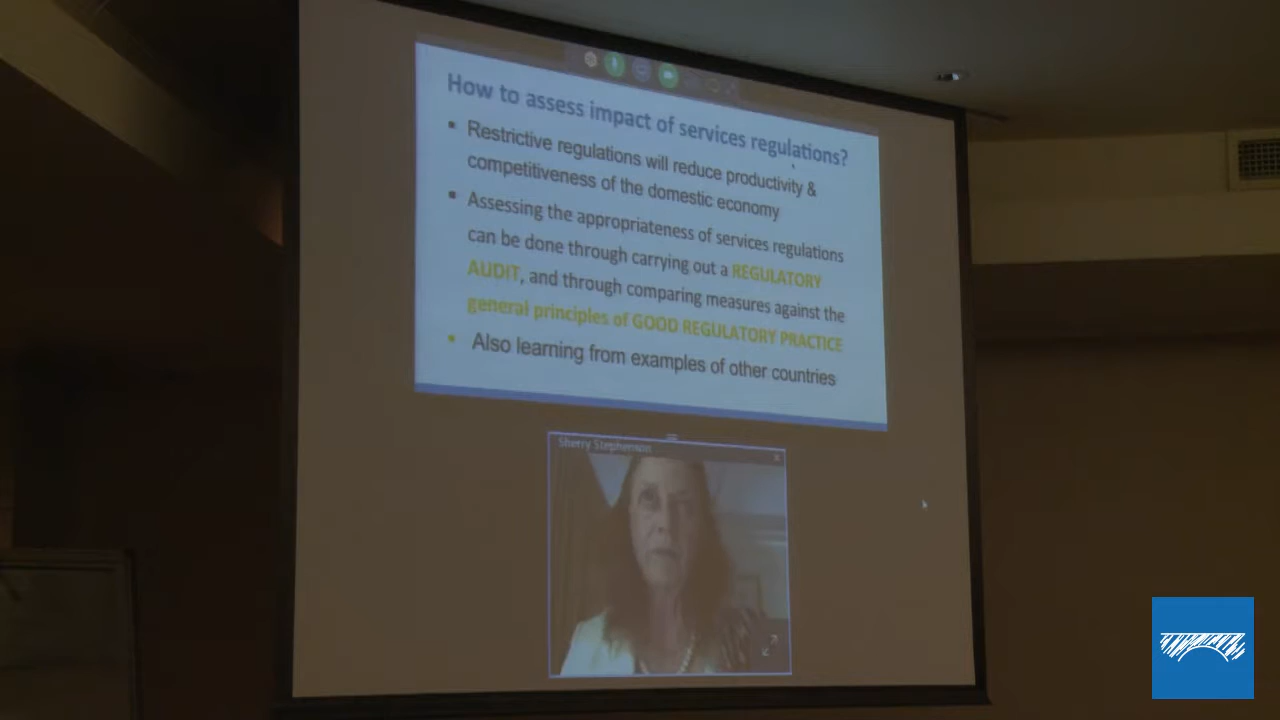 How to assess impact of services regulations?
Restrictive regulations will reduce productivity &
competitiveness of the domestic economy
Assessing the appropriateness of services regulations
can be done through carrying out a REGULATORY
AUDIT, and through comparing measures against the
general principles of GOOD REGULATORY PRACTICE
Also learning from examples of other countries
Sherry Stephenson